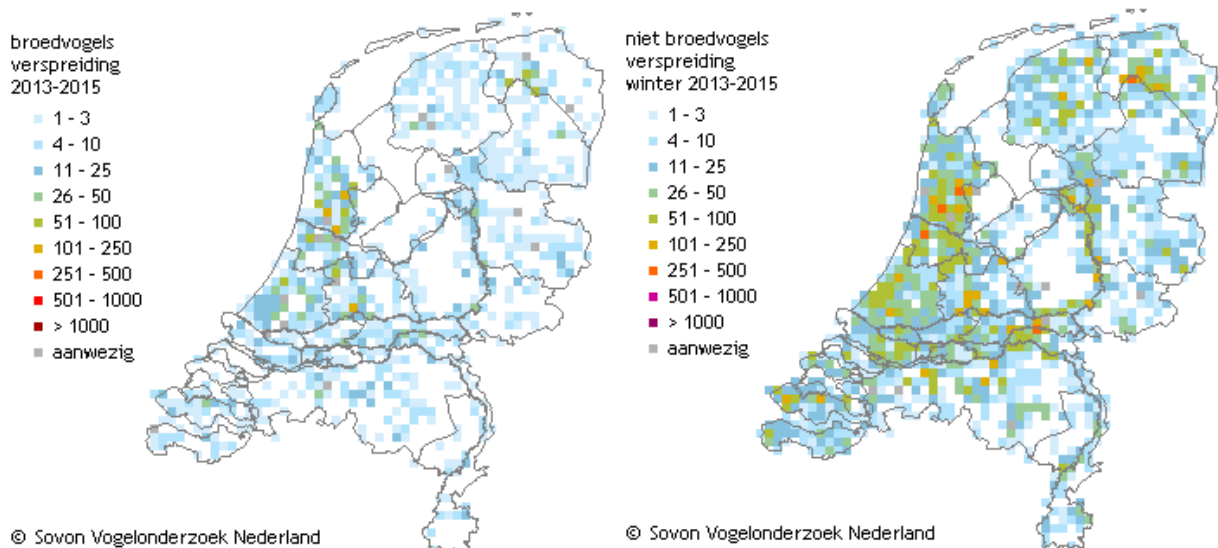 broedvogels
verspreiding
2013-2015
1 - 3
4 - 10
11 - 25
26 - 50
51 - 100
101 - 250
251 - 500
501 - 1000
> 1000
aanwezig
© Sovon Vogelonderzoek Nederland
niet broedvogels
verspreiding
winter 2013-2015
1 - 3
4 - 10
11 - 25
26 - 50
51 - 100
101 - 250
251 - 500
501 - 1000
> 1000
aanwezig
© Sovon Vogelonderzoek Nederland